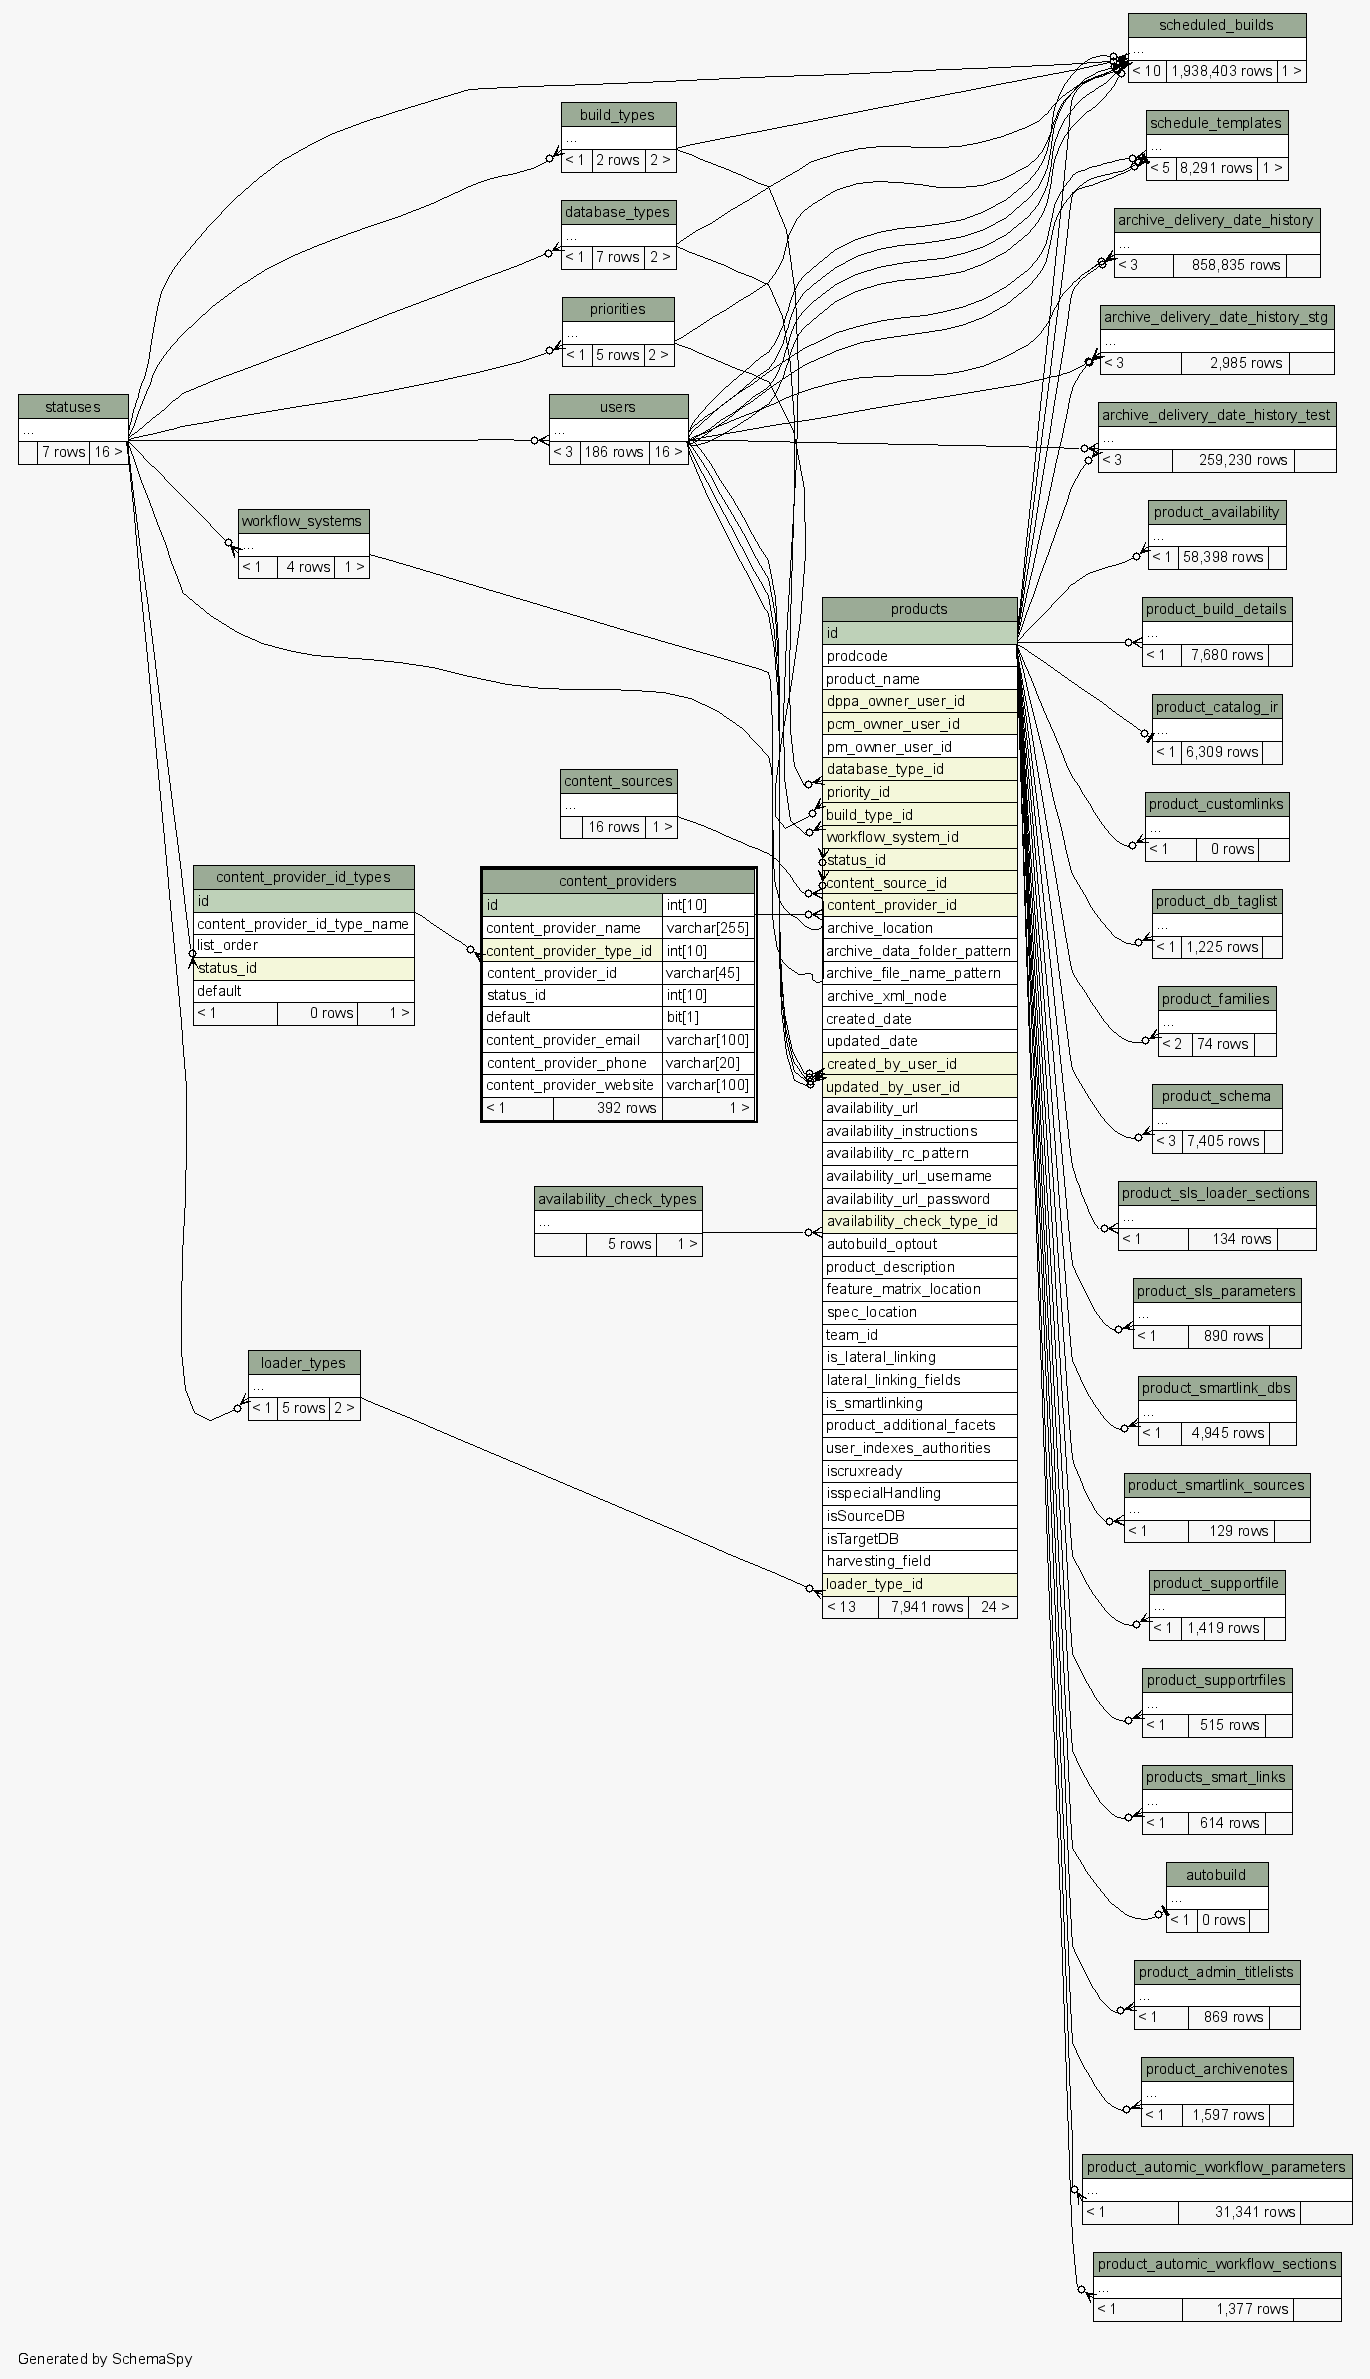 scheduled_builds
...
< 10 1,938,403 rows 1 >
build_types
...
< 1 2 rows 2 >
schedule_templates
...
< 5 8,291 rows 1 >
database_types
...
< 1 7 rows 2 >
archive_delivery_date_history
...
< 3 858,835 rows
priorities
...
< 1 5 rows 2 >
archive_delivery_date_history_stg
...
< 3 2,985 rows
statuses
...
7 rows 16 >
users
...
< 3 186 rows 16 >
archive_delivery_date_history_test
...
< 3 259,230 rows
workflow_systems
...
< 1 4 rows 1 >
product_availability
...
< 1 58,398 rows
product_build_details
...
< 1 7,680 rows
product_catalog_ir
...
< 1 6,309 rows
product_customlinks
...
< 1 0 rows
product_db_taglist
...
< 1 1,225 rows
product_families
...
< 2 74 rows
product_schema
...
< 3 7,405 rows
product_sls_loader_sections
...
< 1 134 rows
product_sls_parameters
...
< 1 890 rows
product_smartlink_dbs
...
< 1 4,945 rows
product_smartlink_sources
...
< 1 129 rows
product_supportfile
...
< 1 1,419 rows
product_supportrfiles
...
< 1 515 rows
products_smart_links
...
< 1 614 rows
autobuild
...
< 1 0 rows
product_admin_titlelists
...
< 1 869 rows
product_archivenotes
...
< 1 1,597 rows
product_automic_workflow_parameters
...
< 1 31,341 rows
product_automic_workflow_sections
...
< 1 1,377 rows
products
id
prodcode
product_name
dppa_owner_user_id
pcm_owner_user_id
pm_owner_user_id
database_type_id
priority_id
build_type_id
workflow_system_id
status_id
content_source_id
content_provider_id
archive_location
archive_data_folder_pattern
archive_file_name_pattern
archive_xml_node
created_date
updated_date
created_by_user_id
updated_by_user_id
availability_url
availability_instructions
availability_rc_pattern
availability_url_username
availability_url_password
availability_check_type_id
autobuild_optout
product_description
feature_matrix_location
spec_location
team_id
is_lateral_linking
lateral_linking_fields
is_smartlinking
product_additional_facets
user_indexes_authorities
iscruxready
isspecialHandling
isSourceDB
isTargetDB
harvesting_field
loader_type_id
< 13 7,941 rows 24 >
content_sources
...
16 rows 1 >
content_provider_id_types
id
content_provider_id_type_name
list_order
status_id
default
< 1 0 rows 1 >
content_providers
id int[10]
content_provider_name varchar[255]
content_provider_type_id int[10]
content_provider_id varchar[45]
status_id int[10]
default bit[1]
content_provider_email varchar[100]
content_provider_phone varchar[20]
content_provider_website varchar[100]
< 1 392 rows 1 >
availability_check_types
...
5 rows 1 >
loader_types
...
< 1 5 rows 2 >
Generated by SchemaSpy